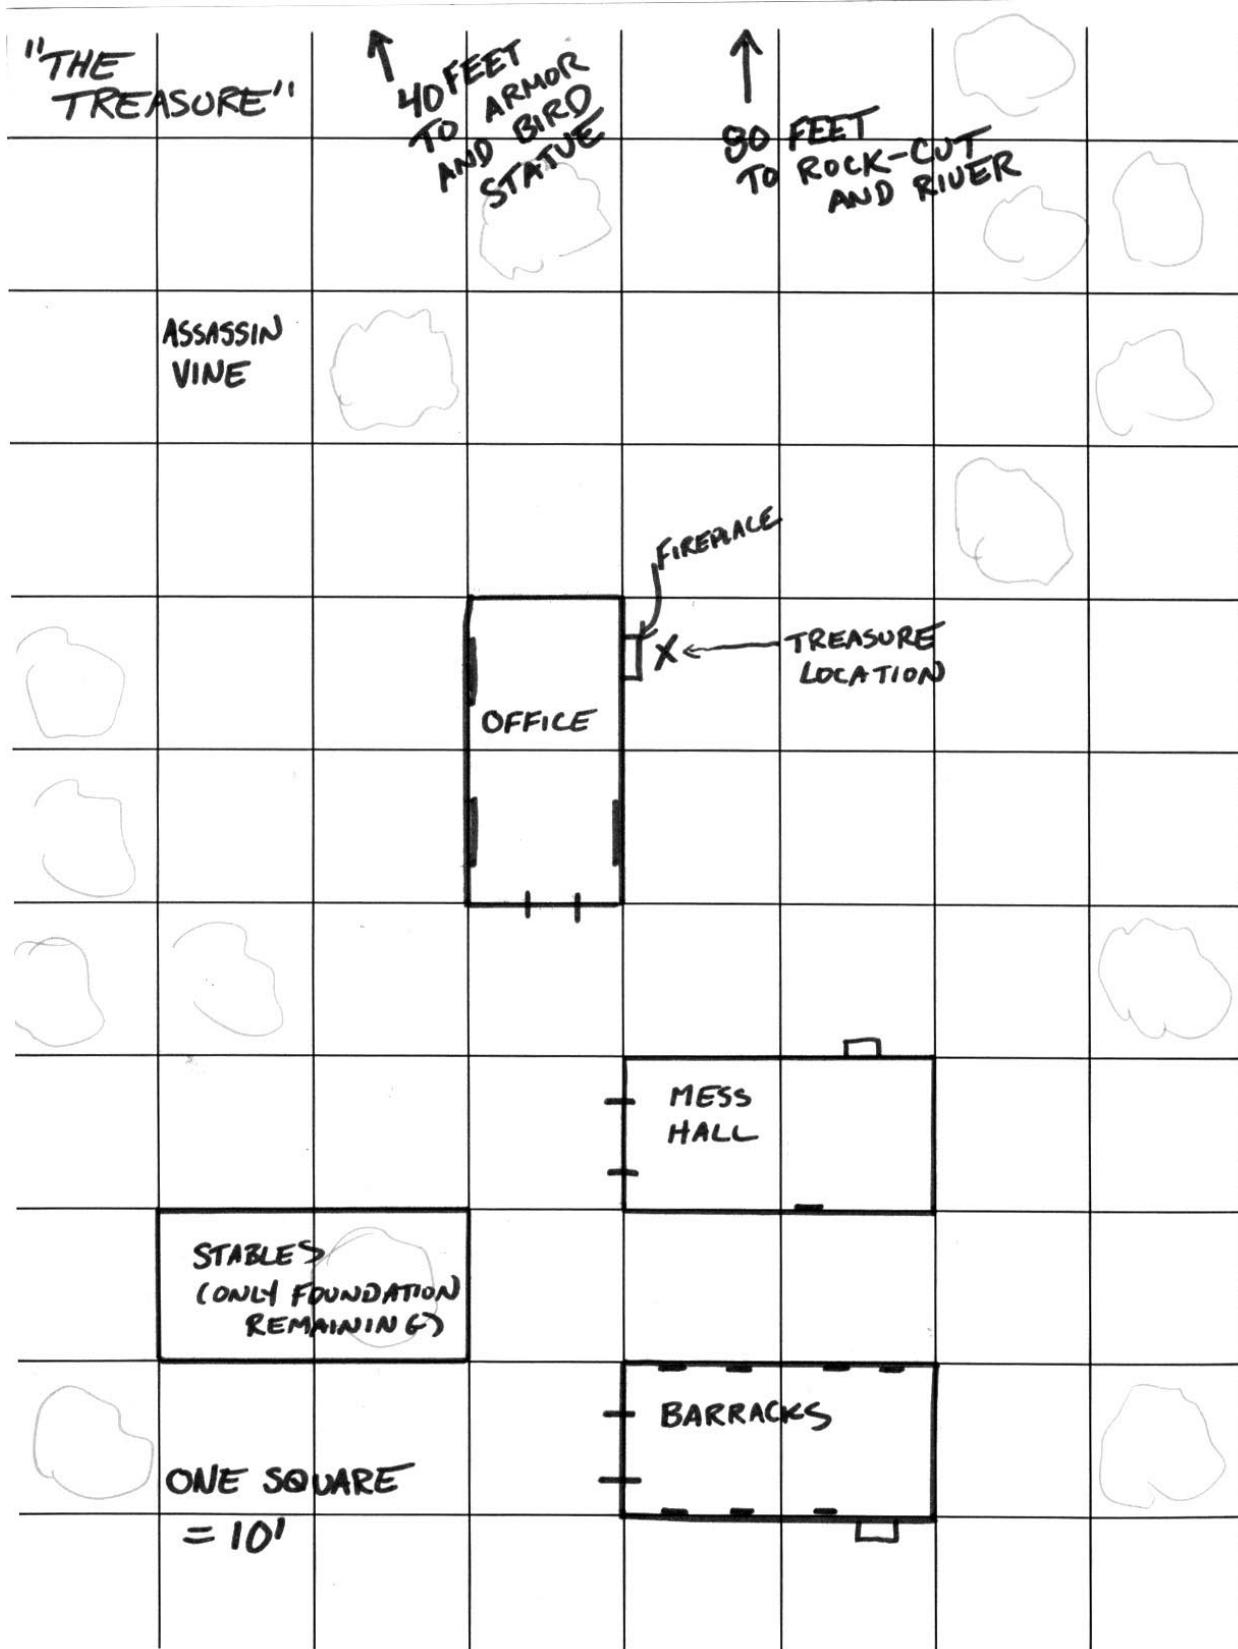 "THE
TREASURE"
40 FEET
TO ARMOR
AND BIRD
STATUE
80 FEET
TO ROCK-CUT
AND RIVER
ASSASSIN
VINE
FIREPLACE
X
TREASURE
LOCATION
OFFICE
MESS
HALL
STABLES
(ONLY FOUNDATION
REMAINING)
BARRACKS
ONE SQUARE
= 10'